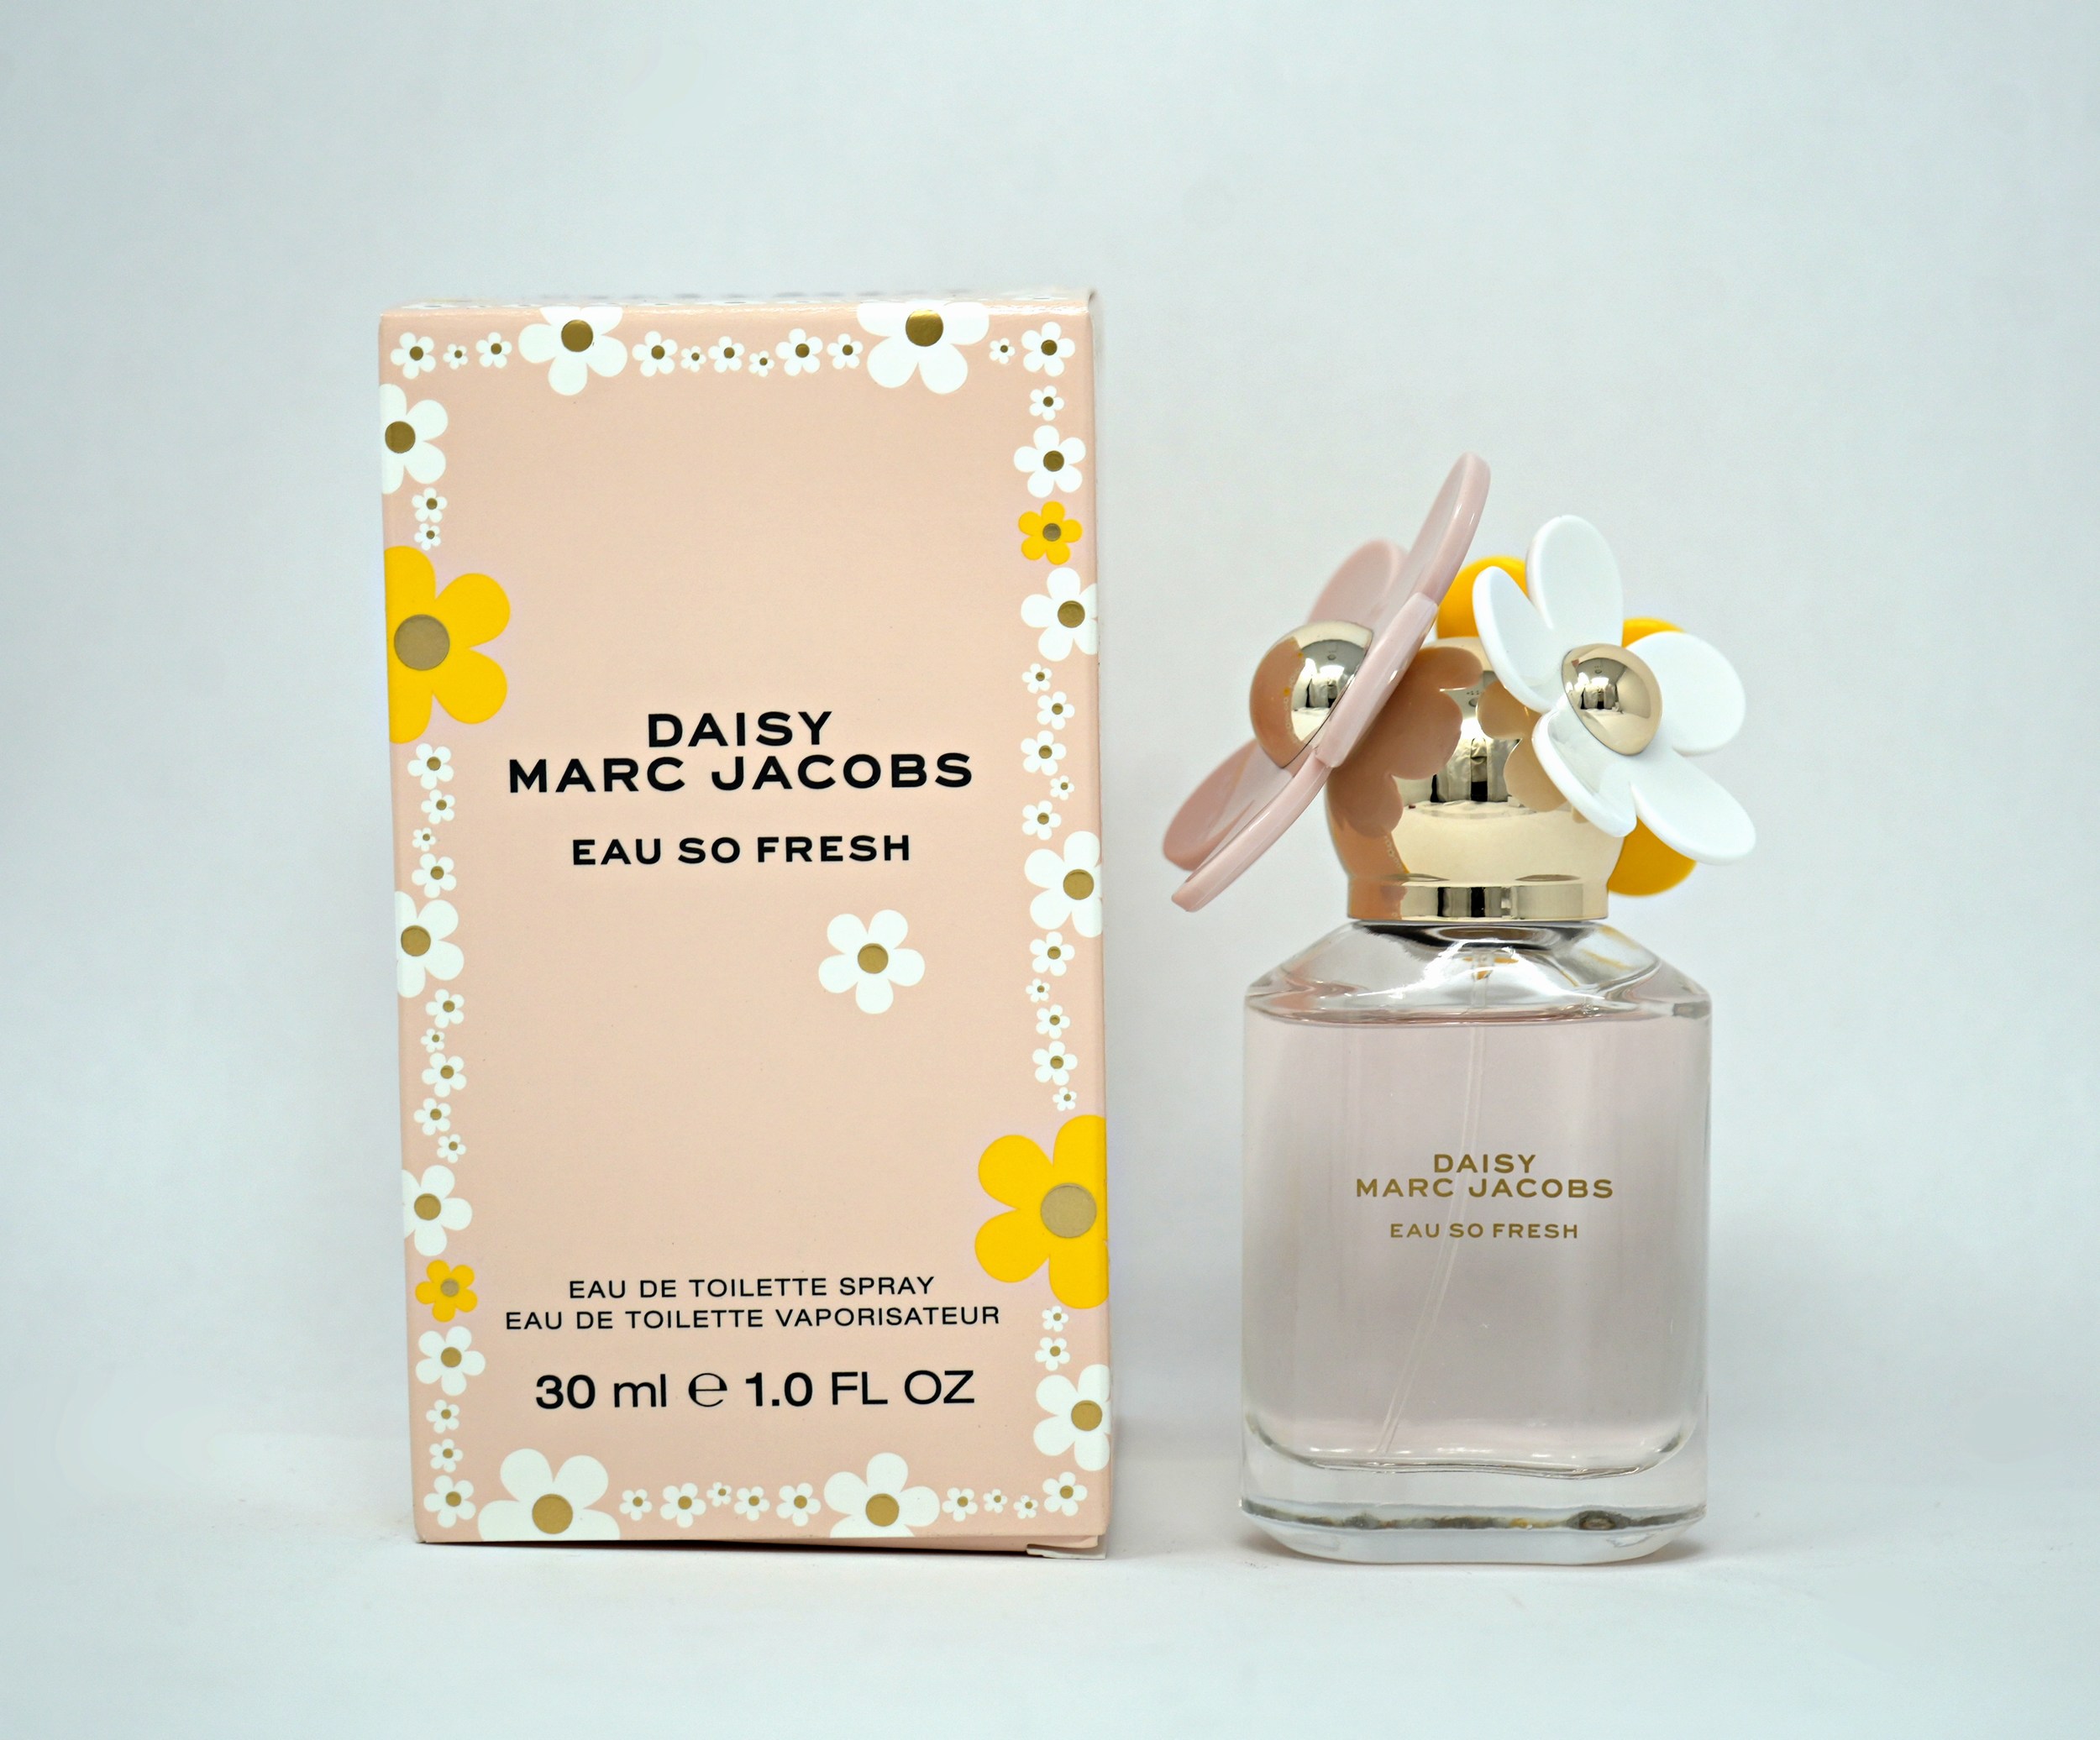 DAISY
MARC JACOBS
EAU SO FRESH
EAU DE TOILETTE SPRAY
EAU DE TOILETTE VAPORISATEUR
30 ml ℮ 1.0 FL OZ
DAISY
MARC JACOBS
EAU SO FRESH